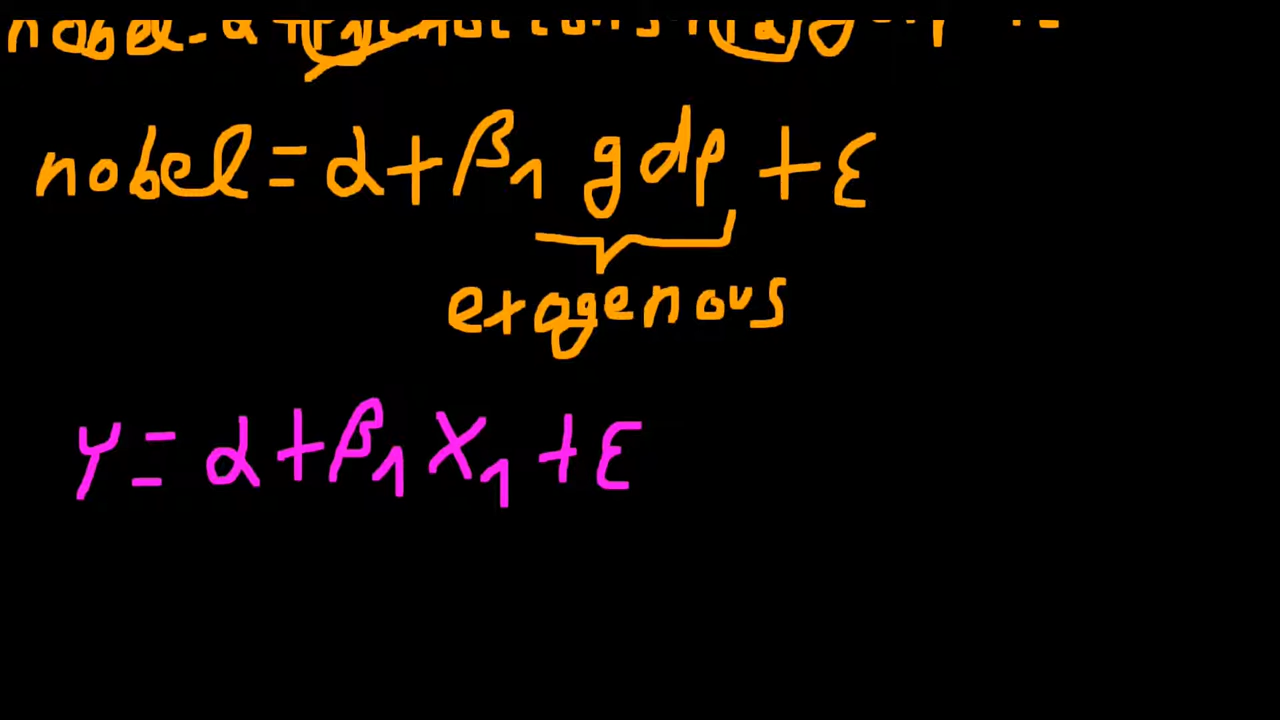 nobel = α + β1 gdp + ε
exogenous
y = α + β1 x1 + ε